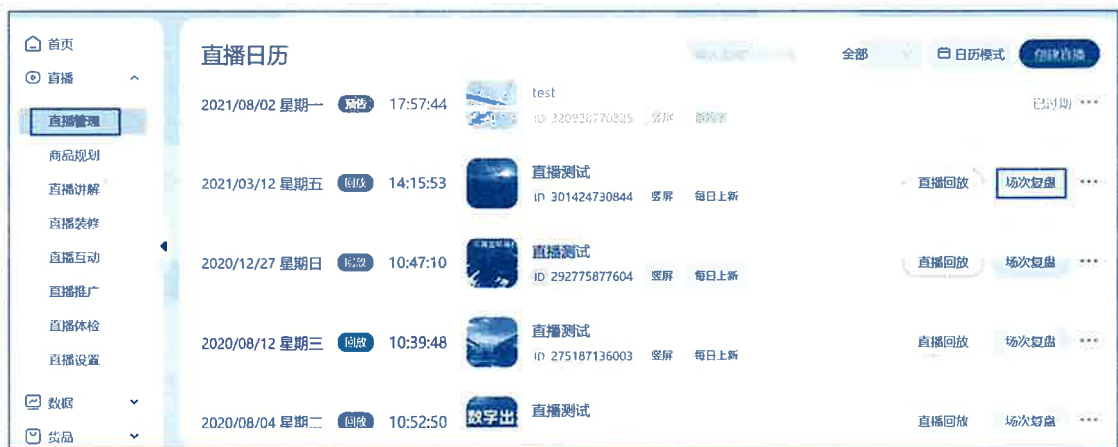 首页
直播
直播管理
商品规划
直播讲解
直播装修
直播互动
直播推广
直播体检
直播设置
数据
货品
直播日历
全部
日历模式
创建直播
2021/08/02 星期一 预告 17:57:44
test
ID 320928770825 竖屏
已过期
2021/03/12 星期五 回放 14:15:53
直播测试
ID 301424730844 竖屏 每日上新
直播回放 场次复盘
2020/12/27 星期日 回放 10:47:10
直播测试
ID 292775877604 竖屏 每日上新
直播回放 场次复盘
2020/08/12 星期三 回放 10:39:48
直播测试
ID 275187136003 竖屏 每日上新
直播回放 场次复盘
2020/08/04 星期二 回放 10:52:50
数字出
直播测试
直播回放 场次复盘